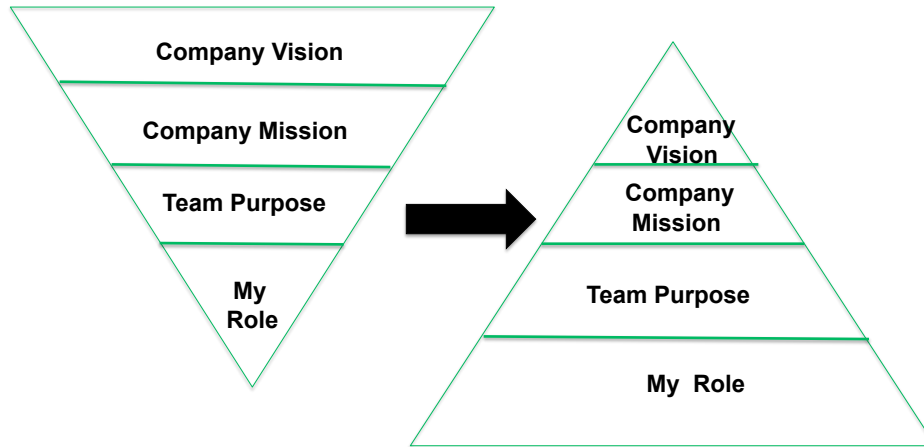 Company Vision
Company Mission
Team Purpose
My
Role
Company
Vision
Company
Mission
Team Purpose
My Role